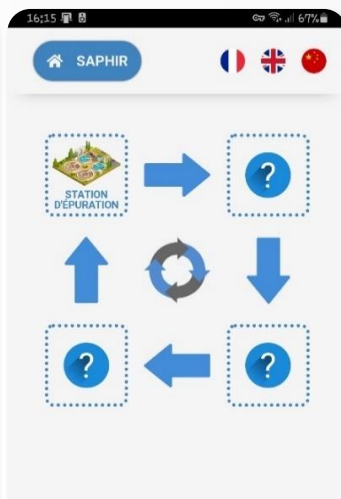 16:15 67%
SAPHIR
STATION
D'ÉPURATION
?
?
?